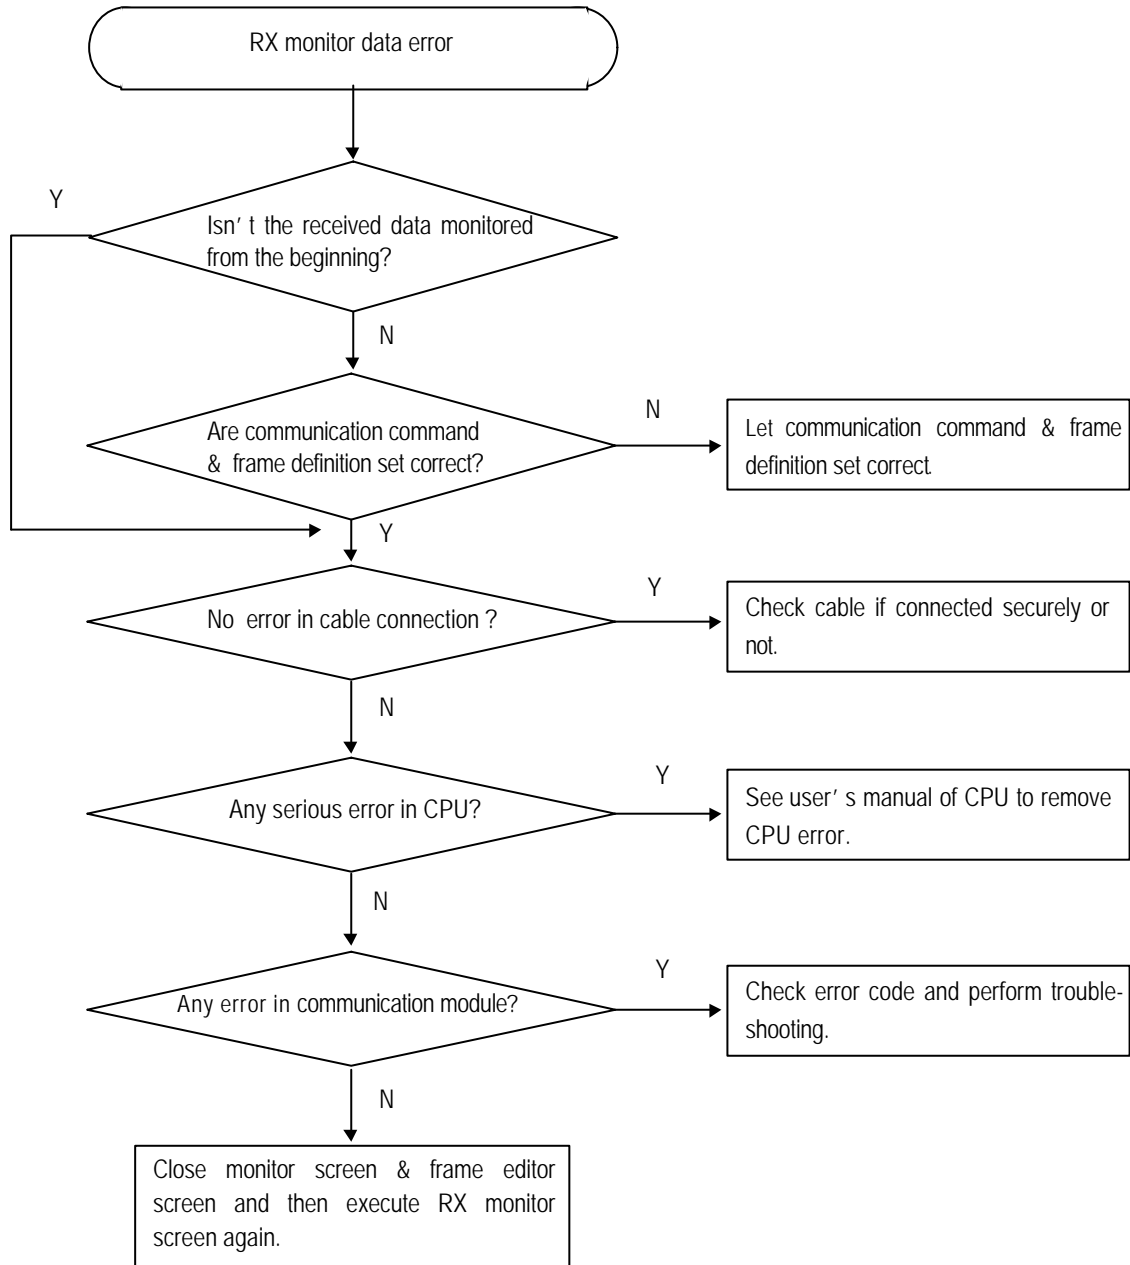 RX monitor data error
Y
Isn’ t the received data monitored
from the beginning?
N
Are communication command
& frame definition set correct?
N
Let communication command & frame
definition set correct.
Y
No error in cable connection ?
Y
Check cable if connected securely or
not.
N
Any serious error in CPU?
Y
See user’ s manual of CPU to remove
CPU error.
N
Any error in communication module?
Y
Check error code and perform trouble-
shooting.
N
Close monitor screen & frame editor
screen and then execute RX monitor
screen again.